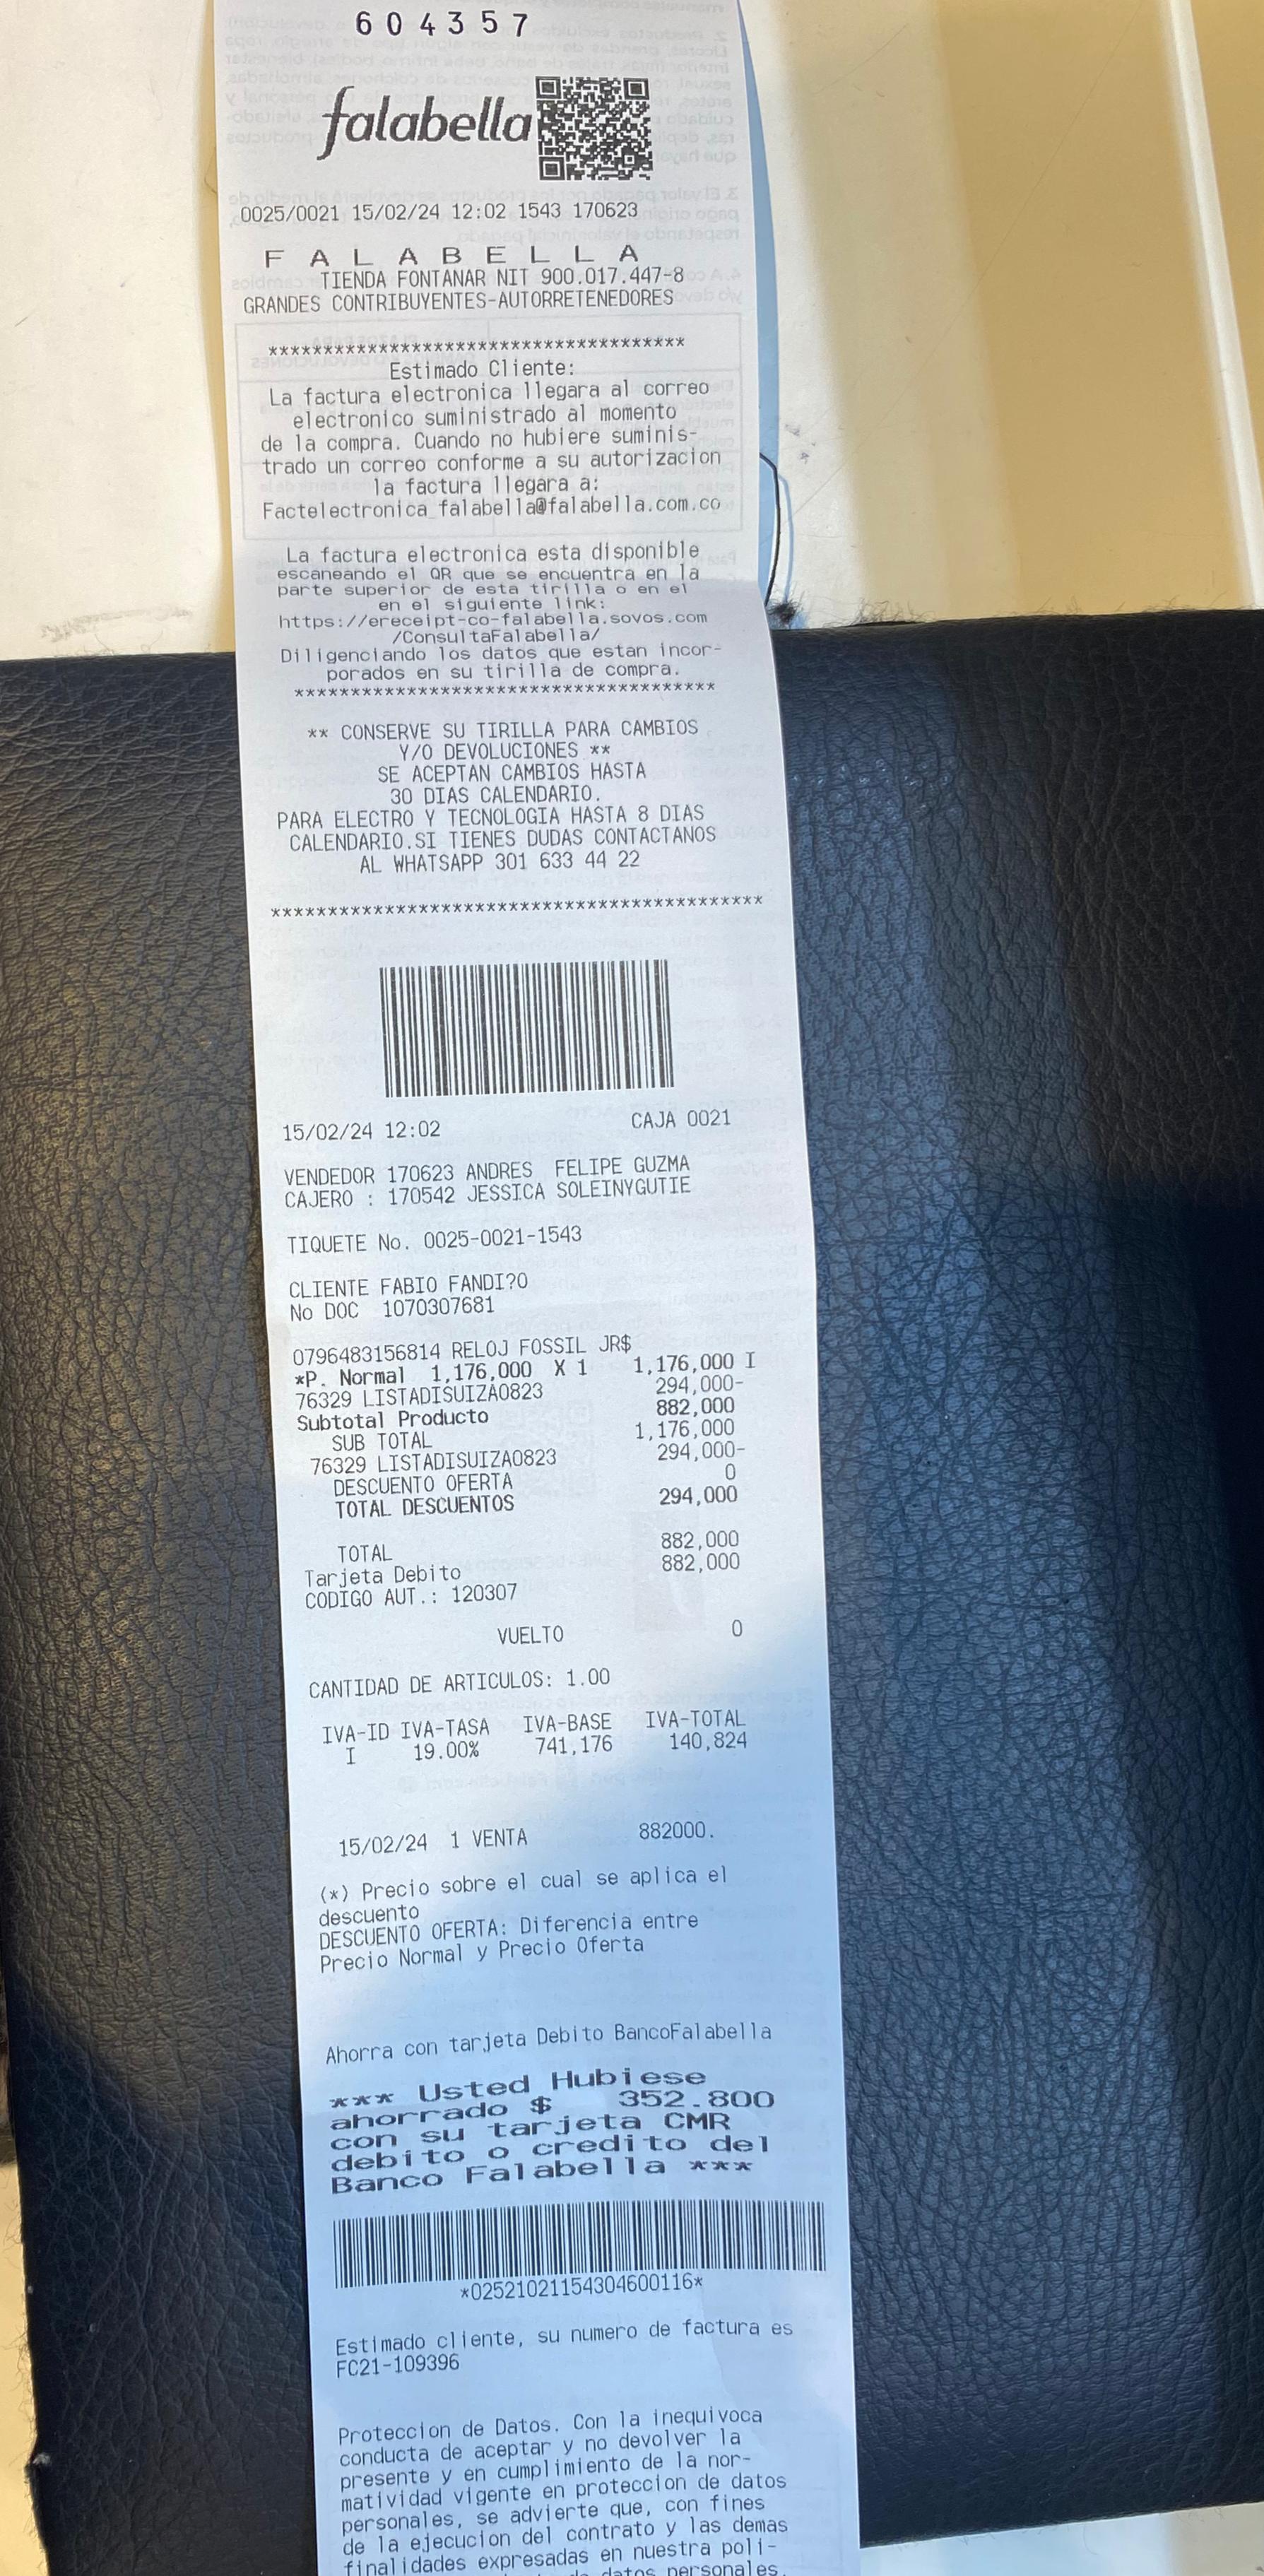 604357
falabella
0025/0021 15/02/24 12:02 1543 170623
F A L A B E L L A
TIENDA FONTANAR NIT 900.017.447-8
GRANDES CONTRIBUYENTES-AUTORRETENEDORES
*************************************
Estimado Cliente:
La factura electronica llegara al correo
electronico suministrado al momento
de la compra. Cuando no hubiere suminis-
trado un correo conforme a su autorizacion
la factura llegara a:
Factelectronica_falabella@falabella.com.co
La factura electronica esta disponible
escaneando el QR que se encuentra en la
parte superior de esta tirilla o en el
en el siguiente link:
https://ereceipt-co-falabella.sovos.com
/ConsultaFalabella/
Diligenciando los datos que estan incor-
porados en su tirilla de compra.
*************************************
** CONSERVE SU TIRILLA PARA CAMBIOS
Y/O DEVOLUCIONES **
SE ACEPTAN CAMBIOS HASTA
30 DIAS CALENDARIO.
PARA ELECTRO Y TECNOLOGIA HASTA 8 DIAS
CALENDARIO.SI TIENES DUDAS CONTACTANOS
AL WHATSAPP 301 633 44 22
*******************************************
15/02/24 12:02 CAJA 0021
VENDEDOR 170623 ANDRES FELIPE GUZMA
CAJERO : 170542 JESSICA SOLEINYGUTIE
TIQUETE No. 0025-0021-1543
CLIENTE FABIO FANDI?O
No DOC 1070307681
0796483156814 RELOJ FOSSIL JR$
*P. Normal 1,176,000 X 1 1,176,000 I
76329 LISTADISUIZA0823 294,000-
Subtotal Producto 882,000
SUB TOTAL 1,176,000
76329 LISTADISUIZA0823 294,000-
DESCUENTO OFERTA 0
TOTAL DESCUENTOS 294,000
TOTAL 882,000
Tarjeta Debito 882,000
CODIGO AUT.: 120307
VUELTO 0
CANTIDAD DE ARTICULOS: 1.00
IVA-ID IVA-TASA IVA-BASE IVA-TOTAL
I 19.00% 741,176 140,824
15/02/24 1 VENTA 882000.
(*) Precio sobre el cual se aplica el
descuento
DESCUENTO OFERTA: Diferencia entre
Precio Normal y Precio Oferta
Ahorra con tarjeta Debito BancoFalabella
*** Usted Hubiese
ahorrado $ 352.800
con su tarjeta CMR
debito o credito del
Banco Falabella ***
*02521021154304600116*
Estimado cliente, su numero de factura es
FC21-109396
Proteccion de Datos. Con la inequivoca
conducta de aceptar y no devolver la
presente y en cumplimiento de la nor-
matividad vigente en proteccion de datos
personales, se advierte que, con fines
de la ejecucion del contrato y las demas
finalidades expresadas en nuestra poli-
datos personales.